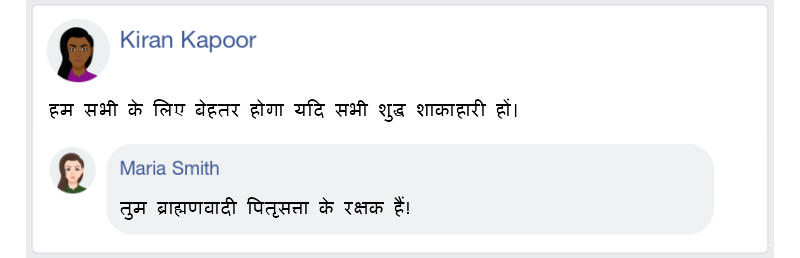 Kiran Kapoor
हम सभी के लिए बेहतर होगा यदि सभी शुद्ध शाकाहारी हों।
Maria Smith
तुम ब्राह्मणवादी पितृसत्ता के रक्षक हैं!